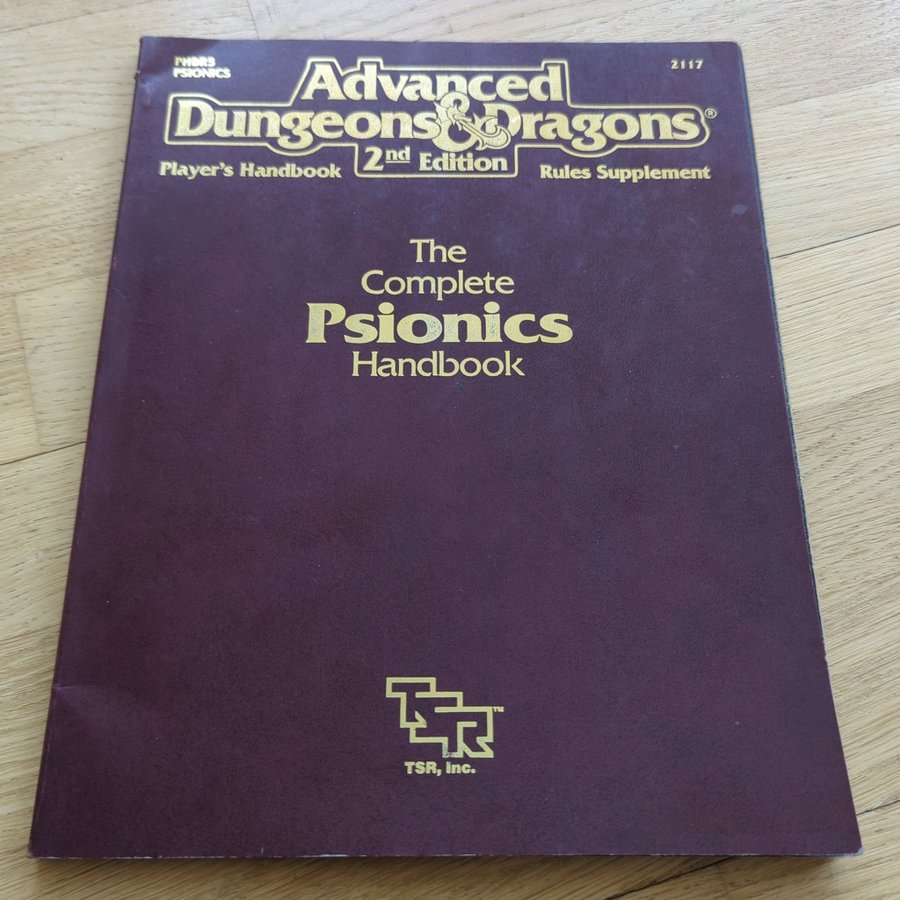 PHBR5
PSIONICS
2117
Advanced
Dungeons & Dragons®
2nd Edition
Player's Handbook
Rules Supplement
The
Complete
Psionics
Handbook
TSR™
TSR, Inc.